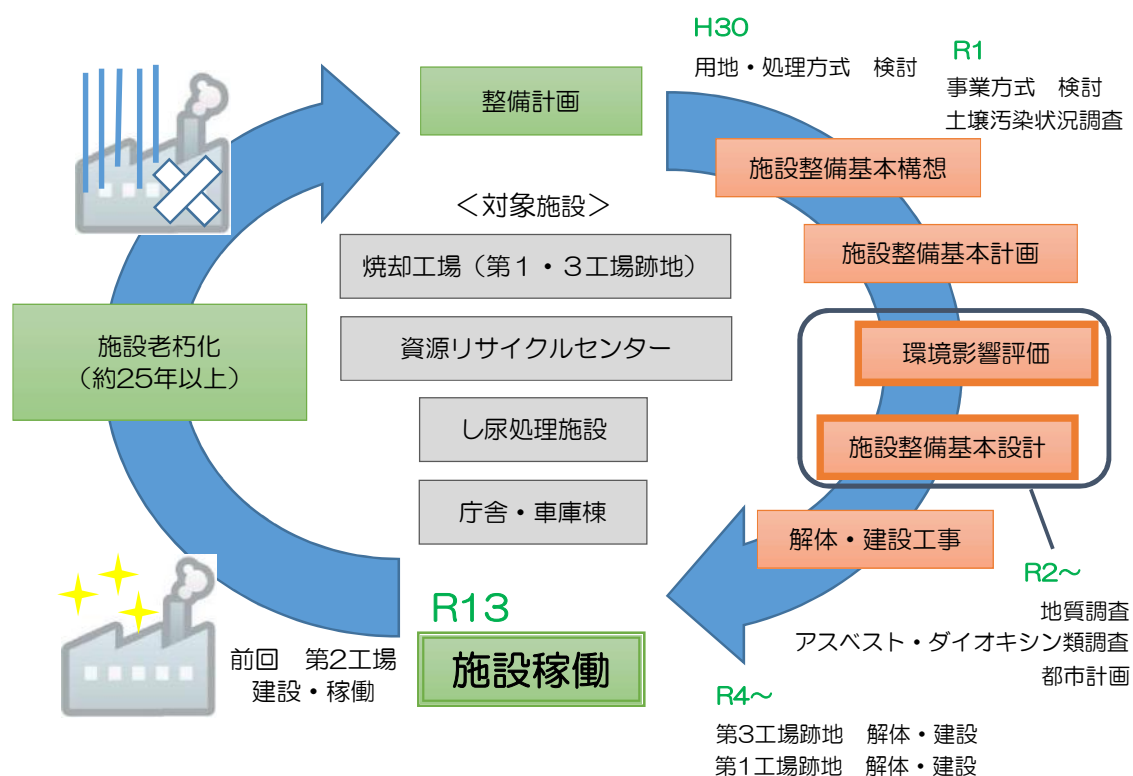 H30
用地・処理方式　検討
R1
事業方式　検討
土壌汚染状況調査
整備計画
施設整備基本構想
施設整備基本計画
環境影響評価
施設整備基本設計
解体・建設工事
R2～
地質調査
アスベスト・ダイオキシン類調査
都市計画
R4～
第3工場跡地　解体・建設
第1工場跡地　解体・建設
R13
施設稼働
前回　第2工場
建設・稼働
施設老朽化
（約25年以上）
＜対象施設＞
焼却工場（第１・３工場跡地）
資源リサイクルセンター
し尿処理施設
庁舎・車庫棟